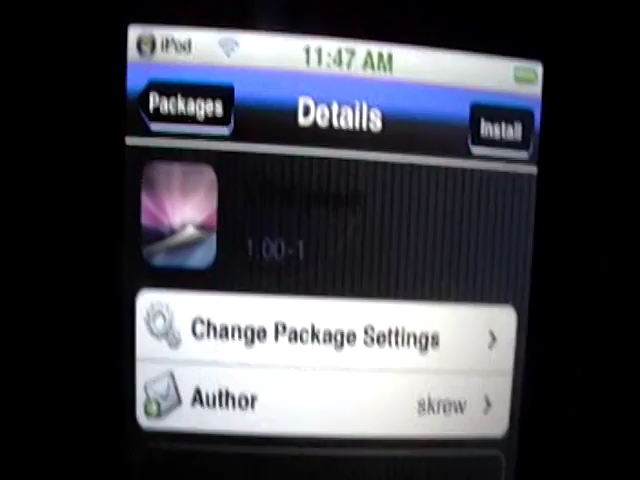 iPod 11:47 AM
Packages Details Install
1.00-1
Change Package Settings
Author skrew